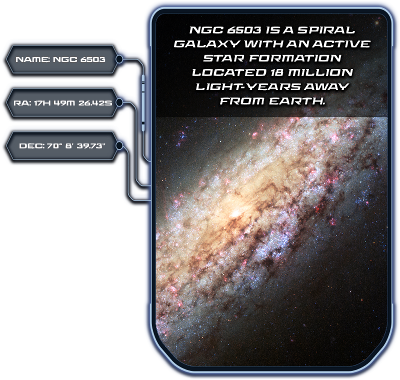 NGC 6503 IS A SPIRAL
GALAXY WITH AN ACTIVE
STAR FORMATION
LOCATED 18 MILLION
LIGHT-YEARS AWAY
FROM EARTH.
NAME: NGC 6503
RA: 17H 49M 26.42S
DEC: 70° 8' 39.73"